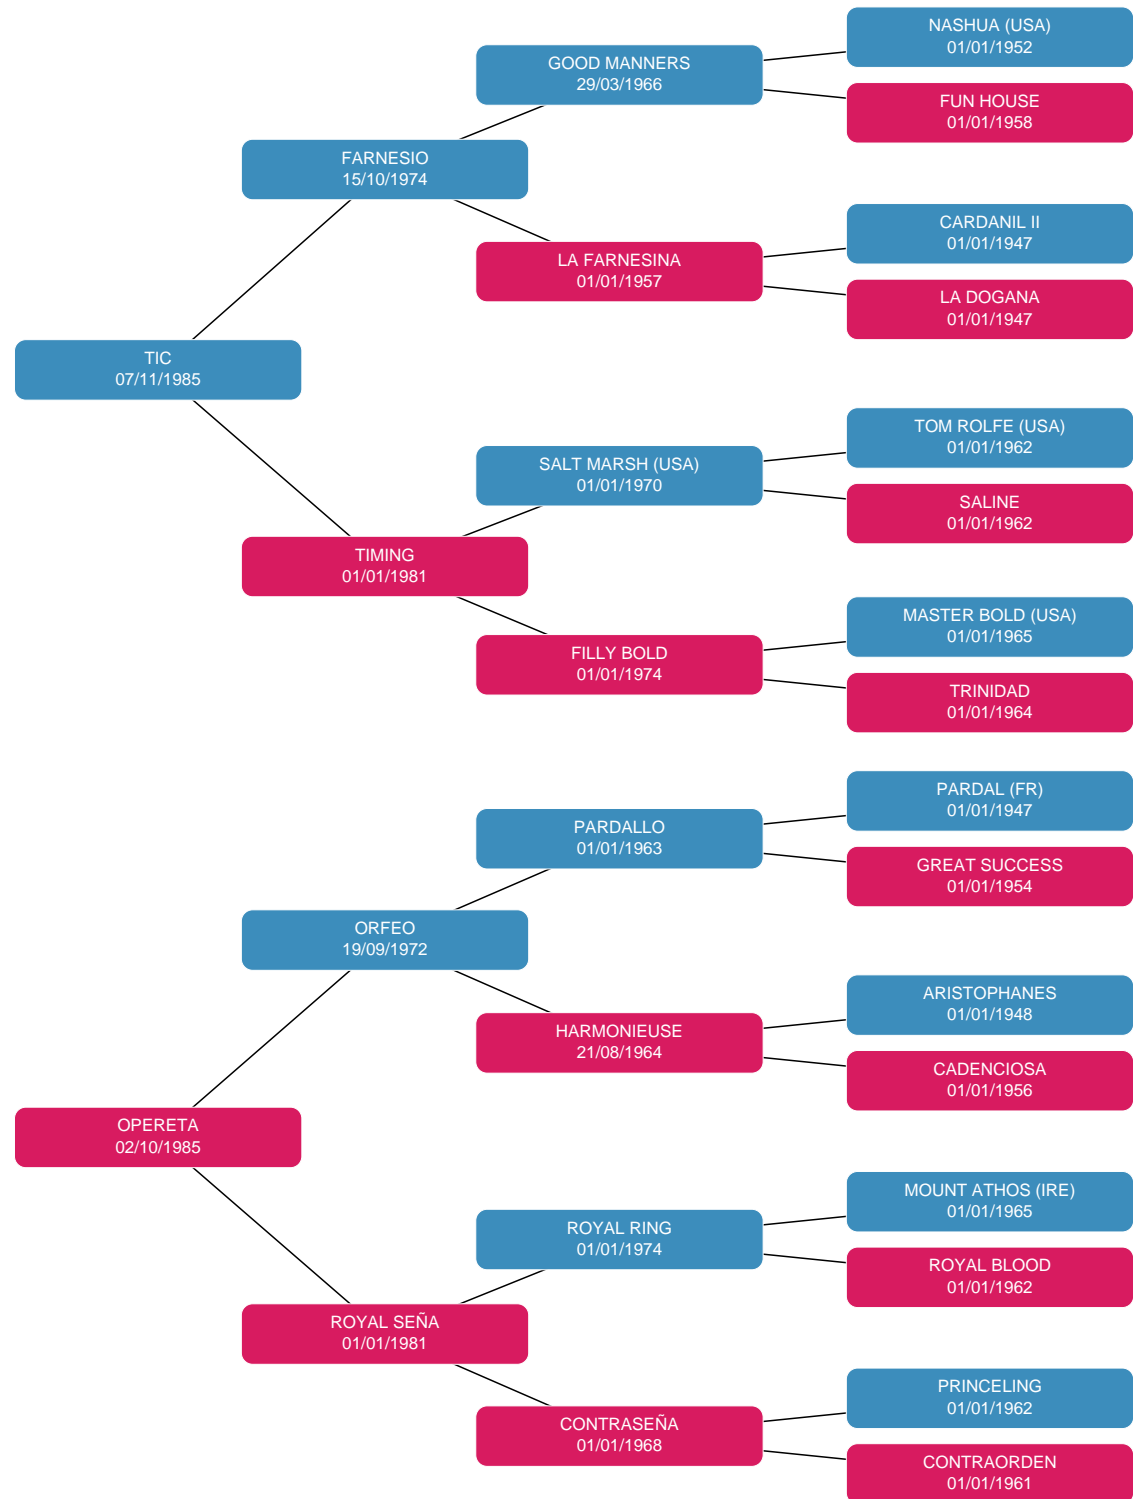 NASHUA (USA)
01/01/1952
GOOD MANNERS
29/03/1966
FUN HOUSE
01/01/1958
FARNESIO
15/10/1974
CARDANIL II
01/01/1947
LA FARNESINA
01/01/1957
LA DOGANA
01/01/1947
TIC
07/11/1985
TOM ROLFE (USA)
01/01/1962
SALT MARSH (USA)
01/01/1970
SALINE
01/01/1962
TIMING
01/01/1981
MASTER BOLD (USA)
01/01/1965
FILLY BOLD
01/01/1974
TRINIDAD
01/01/1964
PARDAL (FR)
01/01/1947
PARDALLO
01/01/1963
GREAT SUCCESS
01/01/1954
ORFEO
19/09/1972
ARISTOPHANES
01/01/1948
HARMONIEUSE
21/08/1964
CADENCIOSA
01/01/1956
OPERETA
02/10/1985
MOUNT ATHOS (IRE)
01/01/1965
ROYAL RING
01/01/1974
ROYAL BLOOD
01/01/1962
ROYAL SEÑA
01/01/1981
PRINCELING
01/01/1962
CONTRASEÑA
01/01/1968
CONTRAORDEN
01/01/1961